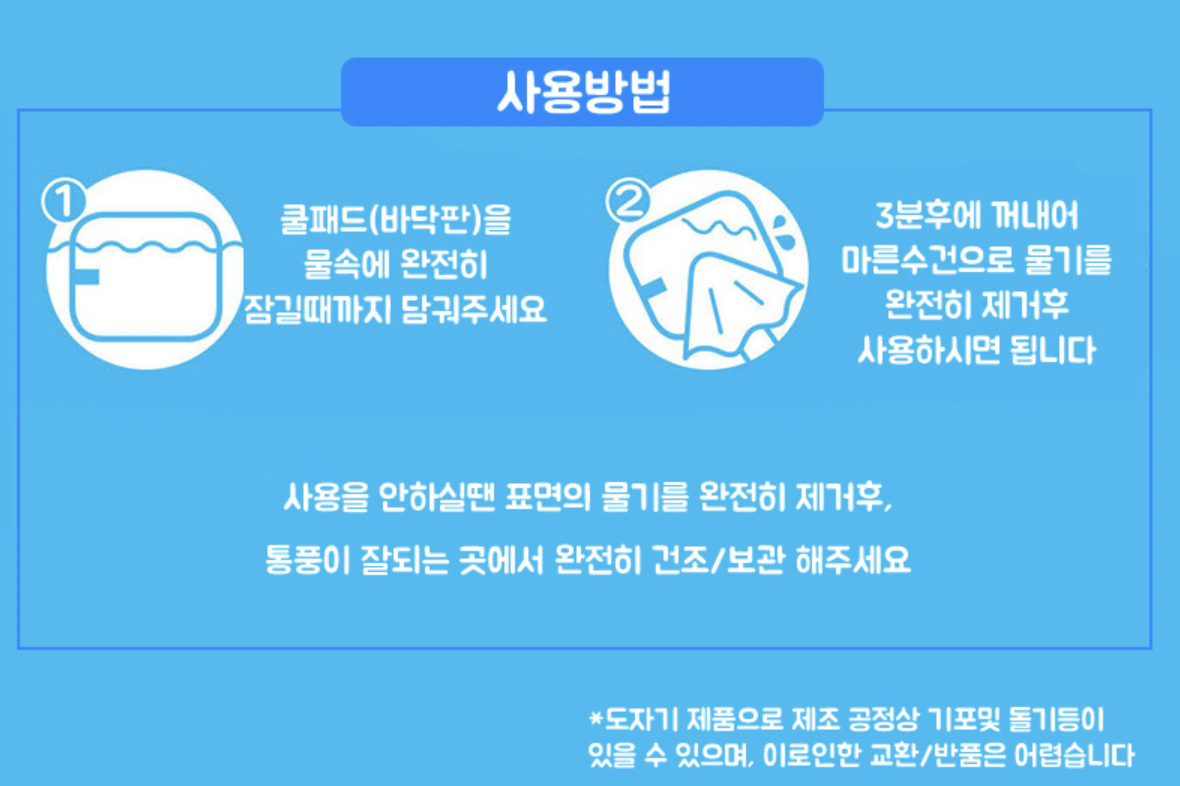 사용방법
1
쿨패드(바닥판)을
물속에 완전히
잠길때까지 담궈주세요
2
3분후에 꺼내어
마른수건으로 물기를
완전히 제거후
사용하시면 됩니다
사용을 안하실땐 표면의 물기를 완전히 제거후,
통풍이 잘되는 곳에서 완전히 건조/보관 해주세요
*도자기 제품으로 제조 공정상 기포및 돌기등이
있을 수 있으며, 이로인한 교환/반품은 어렵습니다